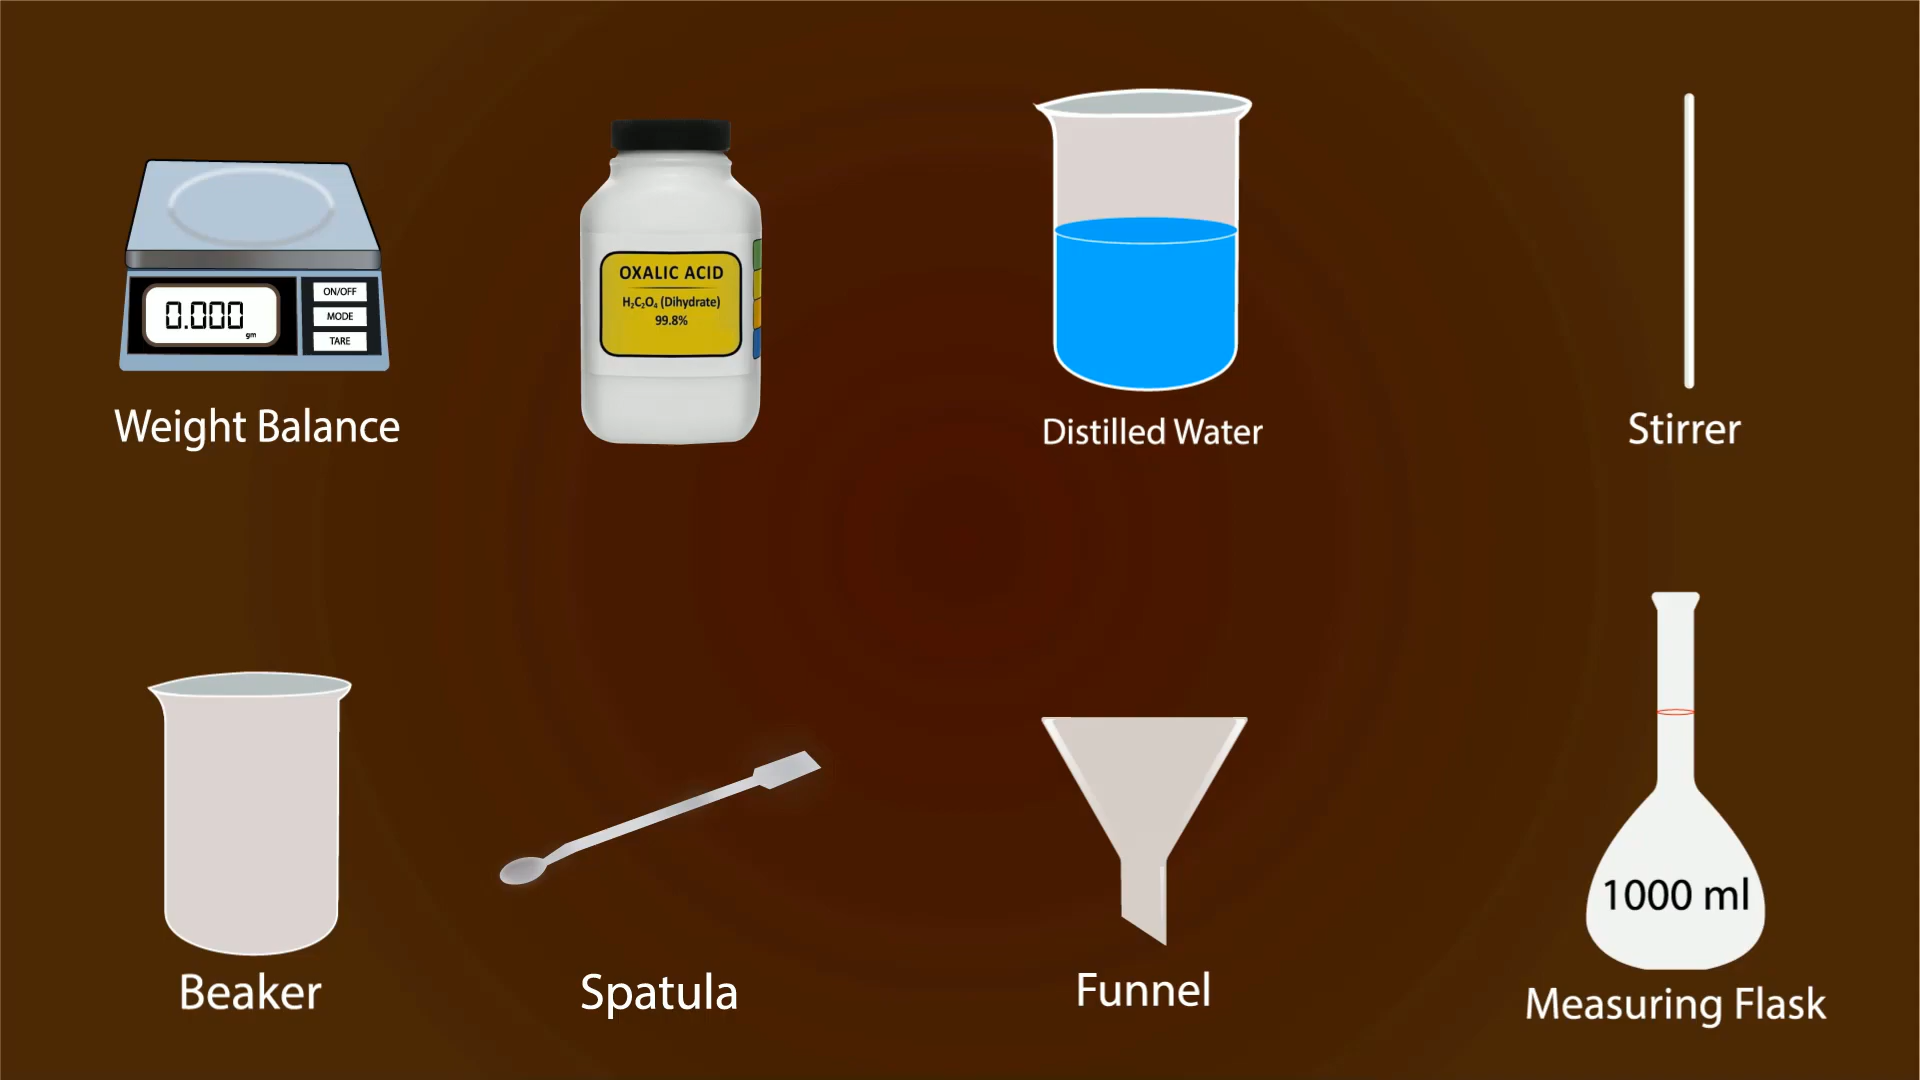 0.000
gm
ON/OFF
MODE
TARE
Weight Balance
OXALIC ACID
H₂C₂O₄ (Dihydrate)
99.8%
Distilled Water
Stirrer
Beaker
Spatula
Funnel
1000 ml
Measuring Flask